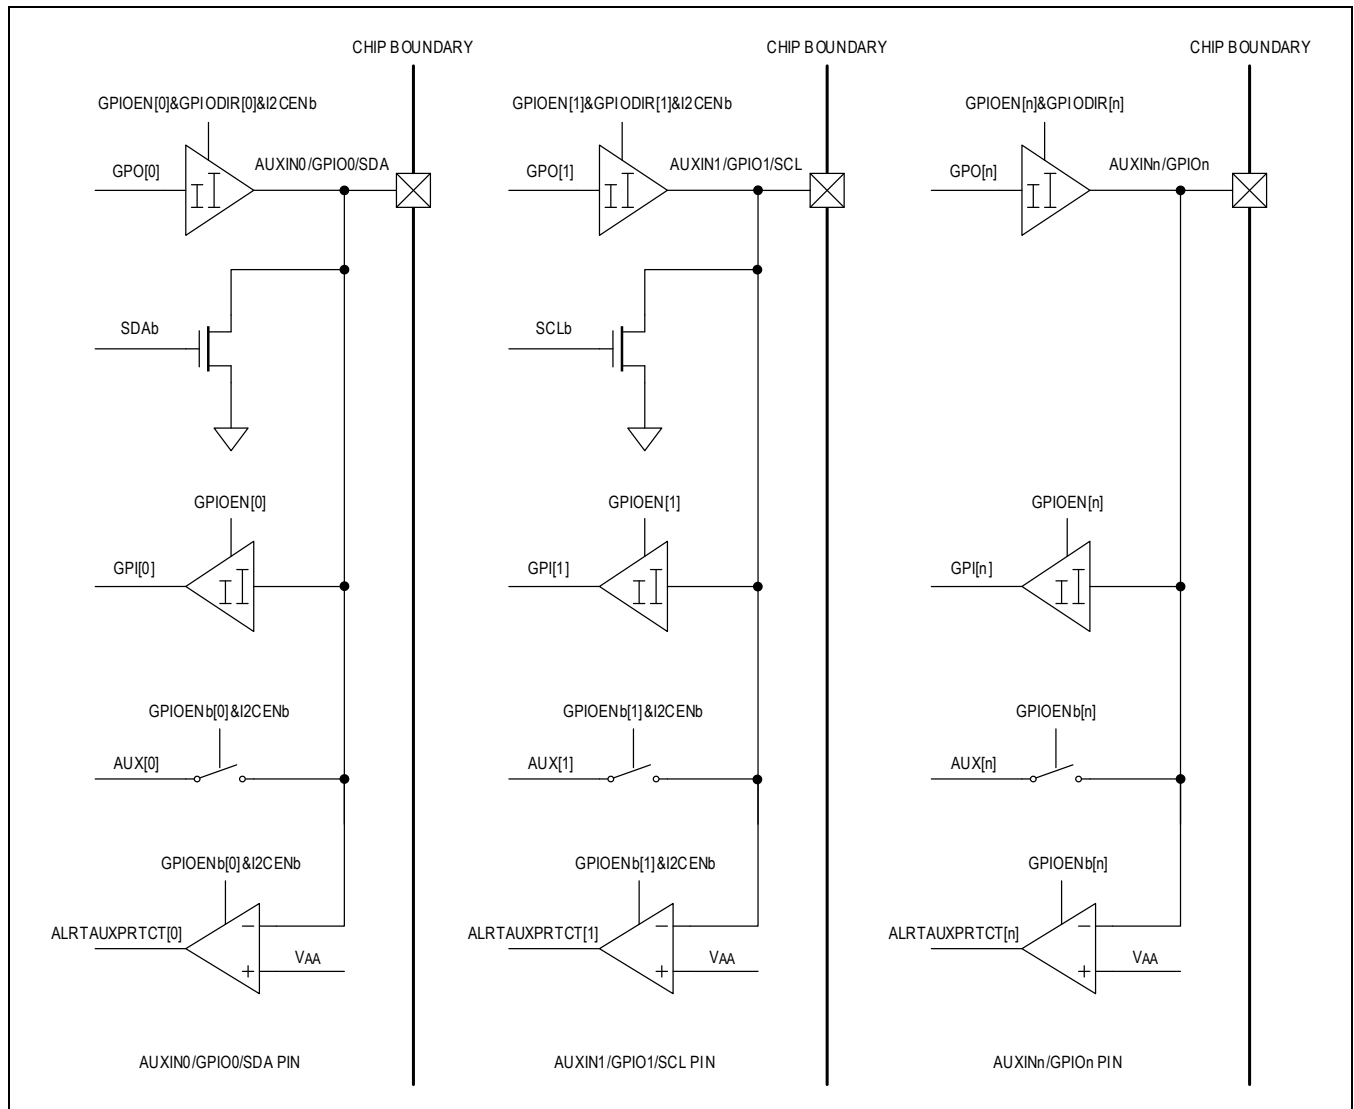 CHIP BOUNDARY CHIP BOUNDARY CHIP BOUNDARY
GPIOEN[0]&GPIODIR[0]&I2CENb GPIOEN[1]&GPIODIR[1]&I2CENb GPIOEN[n]&GPIODIR[n]
GPO[0] AUXIN0/GPIO0/SDA GPO[1] AUXIN1/GPIO1/SCL GPO[n] AUXINn/GPIOn
SDAb SCLb
GPIOEN[0] GPIOEN[1] GPIOEN[n]
GPI[0] GPI[1] GPI[n]
GPIOENb[0]&I2CENb GPIOENb[1]&I2CENb GPIOENb[n]
AUX[0] AUX[1] AUX[n]
GPIOENb[0]&I2CENb GPIOENb[1]&I2CENb GPIOENb[n]
ALRTAUXPRTCT[0] − ALRTAUXPRTCT[1] − ALRTAUXPRTCT[n] −
+ VAA + VAA + VAA
AUXIN0/GPIO0/SDA PIN AUXIN1/GPIO1/SCL PIN AUXINn/GPIOn PIN